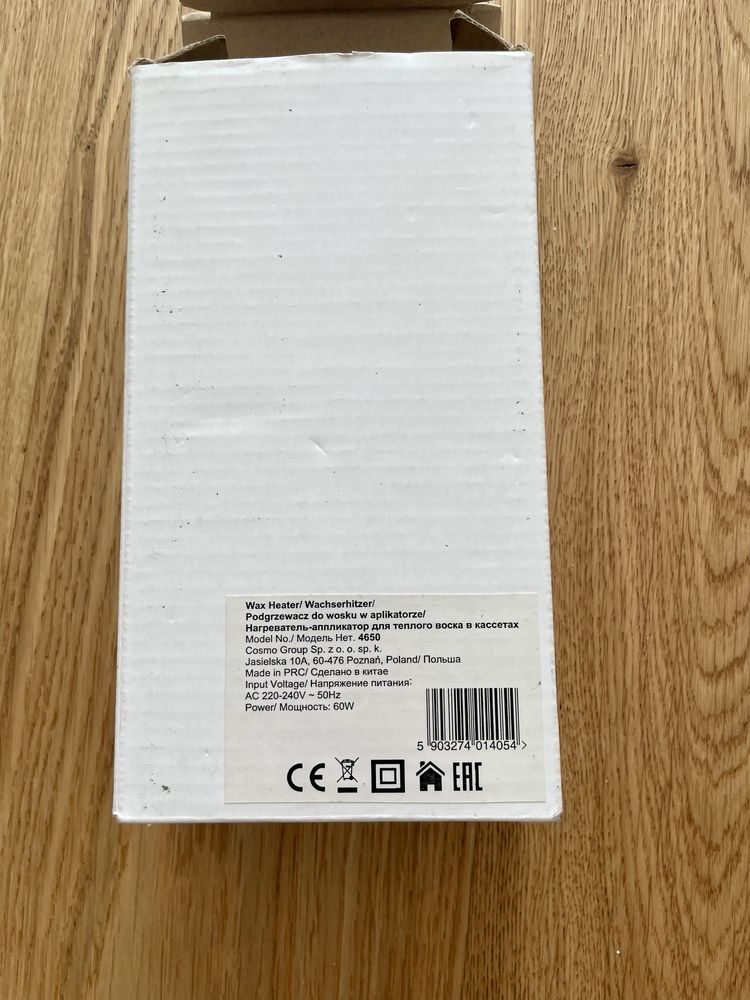 Wax Heater/ Wachserhitzer/
Podgrzewacz do wosku w aplikatorze/
Нагреватель-аппликатор для теплого воска в кассетах
Model No./ Модель Нет. 4650
Cosmo Group Sp. z o. o. sp. k.
Jasielska 10A, 60-476 Poznań, Poland/ Польша
Made in PRC/ Сделано в китае
Input Voltage/ Напряжение питания:
AC 220-240V ~ 50Hz
Power/ Мощность: 60W
5 903274 014054 >
CE EAC